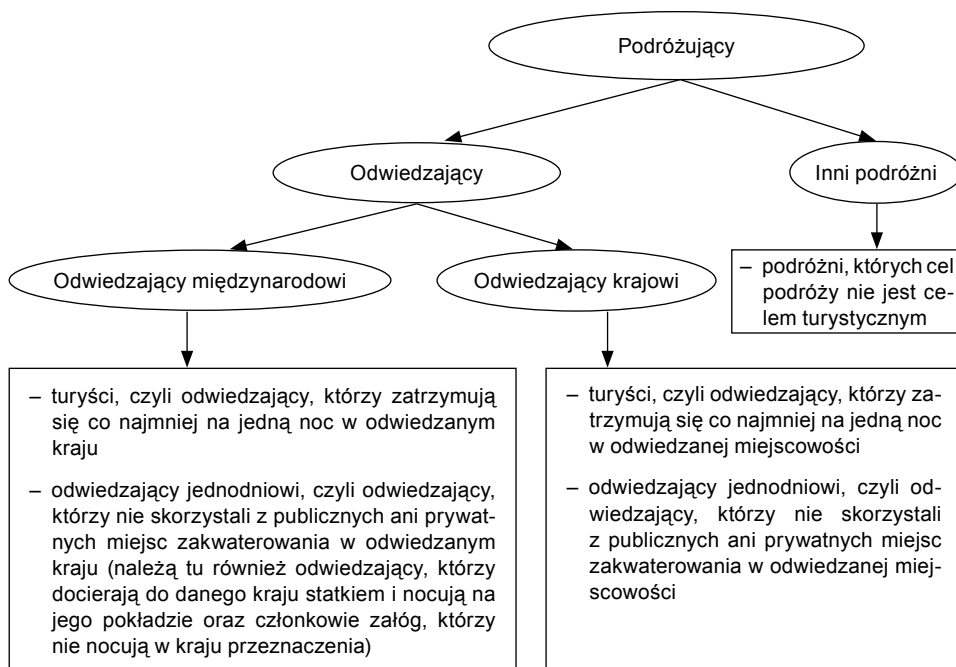 Podróżujący
Odwiedzający
Inni podróżni
Odwiedzający międzynarodowi
Odwiedzający krajowi
– podróżni, których cel
podróży nie jest ce-
lem turystycznym
– turyści, czyli odwiedzający, którzy zatrzymują
się co najmniej na jedną noc w odwiedzanym
kraju
– odwiedzający jednodniowi, czyli odwiedzający,
którzy nie skorzystali z publicznych ani prywat-
nych miejsc zakwaterowania w odwiedzanym
kraju (należą tu również odwiedzający, którzy
docierają do danego kraju statkiem i nocują na
jego pokładzie oraz członkowie załóg, którzy
nie nocują w kraju przeznaczenia)
– turyści, czyli odwiedzający, którzy za-
trzymują się co najmniej na jedną noc
w odwiedzanej miejscowości
– odwiedzający jednodniowi, czyli od-
wiedzający, którzy nie skorzystali
z publicznych ani prywatnych miejsc
zakwaterowania w odwiedzanej miej-
scowości